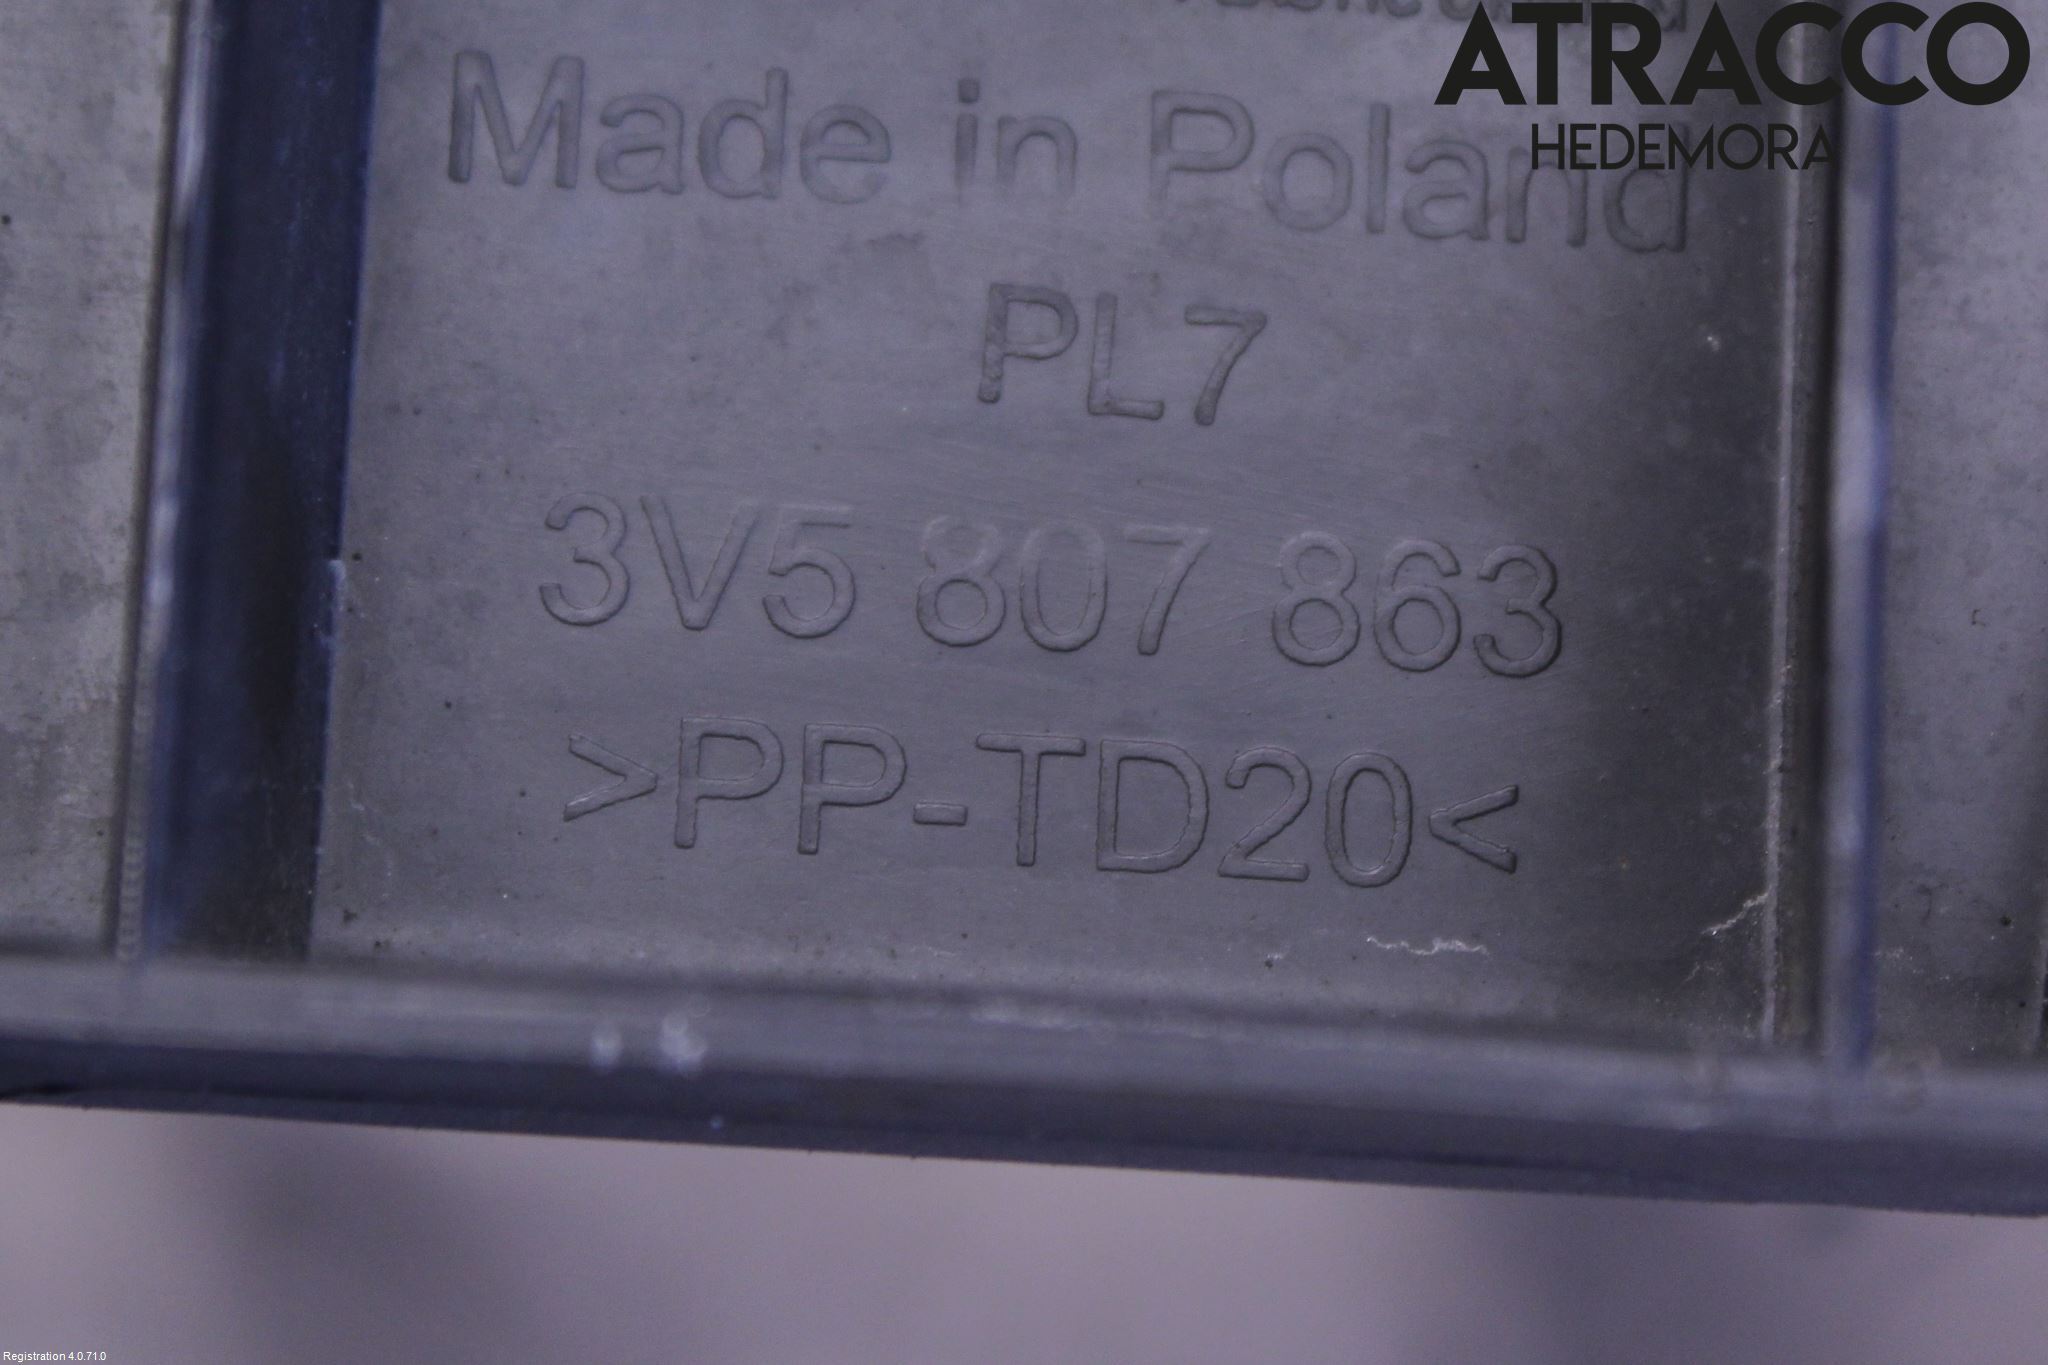 ATRACCO
HEDEMORA
Made in Poland
PL7
3V5 807 863
>PP-TD20<
Registration 4.0.71.0